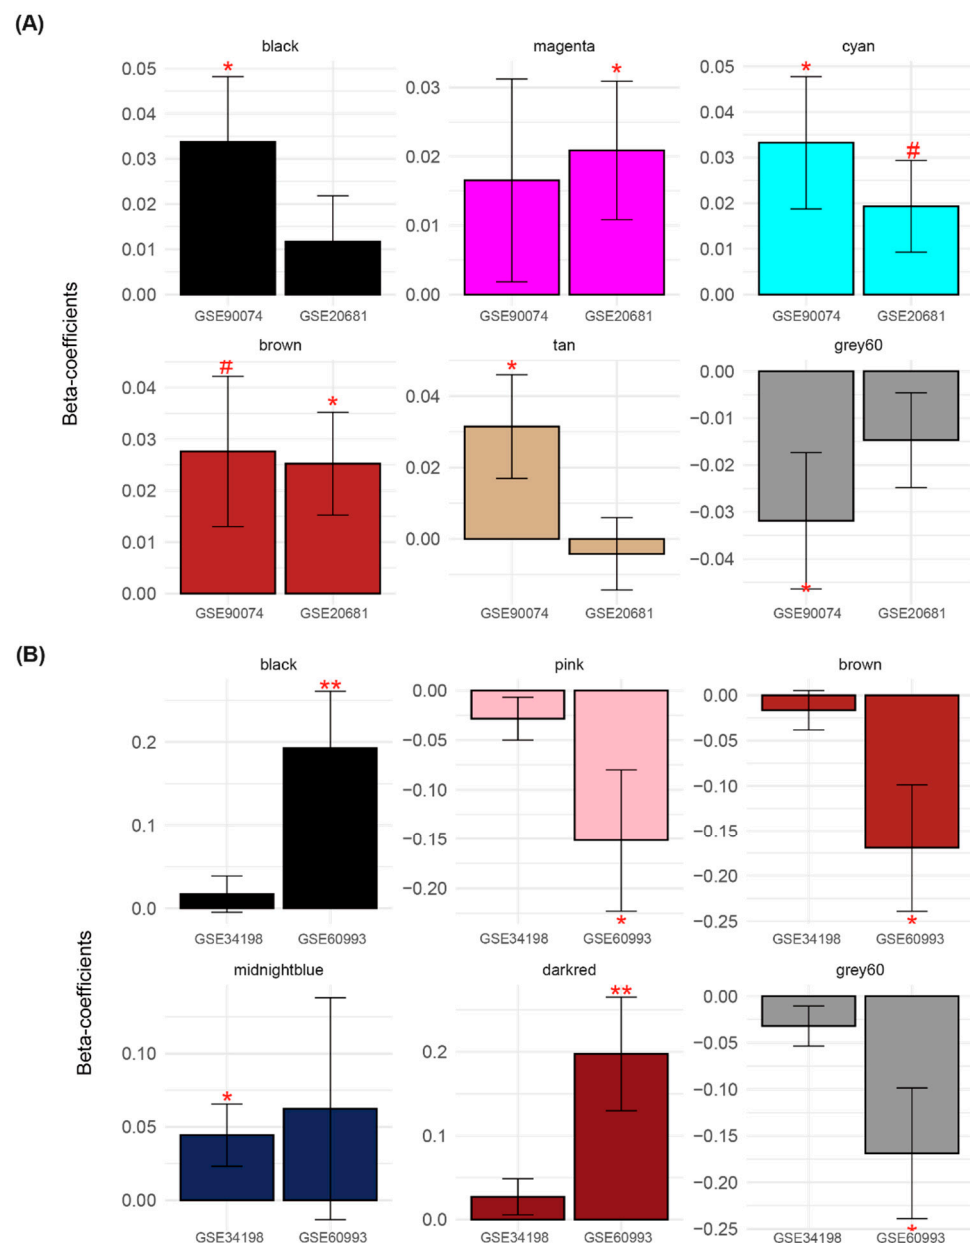 (A)
black
magenta
cyan
0.05
0.04
0.03
0.02
0.01
0.00
*
GSE90074
GSE20681
0.03
0.02
0.01
0.00
*
GSE90074
GSE20681
0.05
0.04
0.03
0.02
0.01
0.00
*
#
GSE90074
GSE20681
Beta-coefficients
brown
tan
grey60
0.04
0.03
0.02
0.01
0.00
#
*
GSE90074
GSE20681
0.04
0.02
0.00
*
GSE90074
GSE20681
0.00
−0.01
−0.02
−0.03
−0.04
*
GSE90074
GSE20681
(B)
black
pink
brown
0.2
0.1
0.0
**
GSE34198
GSE60993
0.00
−0.05
−0.10
−0.15
−0.20
*
GSE34198
GSE60993
0.00
−0.05
−0.10
−0.15
−0.20
−0.25
*
GSE34198
GSE60993
Beta-coefficients
midnightblue
darkred
grey60
0.10
0.05
0.00
*
GSE34198
GSE60993
0.2
0.1
0.0
**
GSE34198
GSE60993
0.00
−0.05
−0.10
−0.15
−0.20
−0.25
*
GSE34198
GSE60993